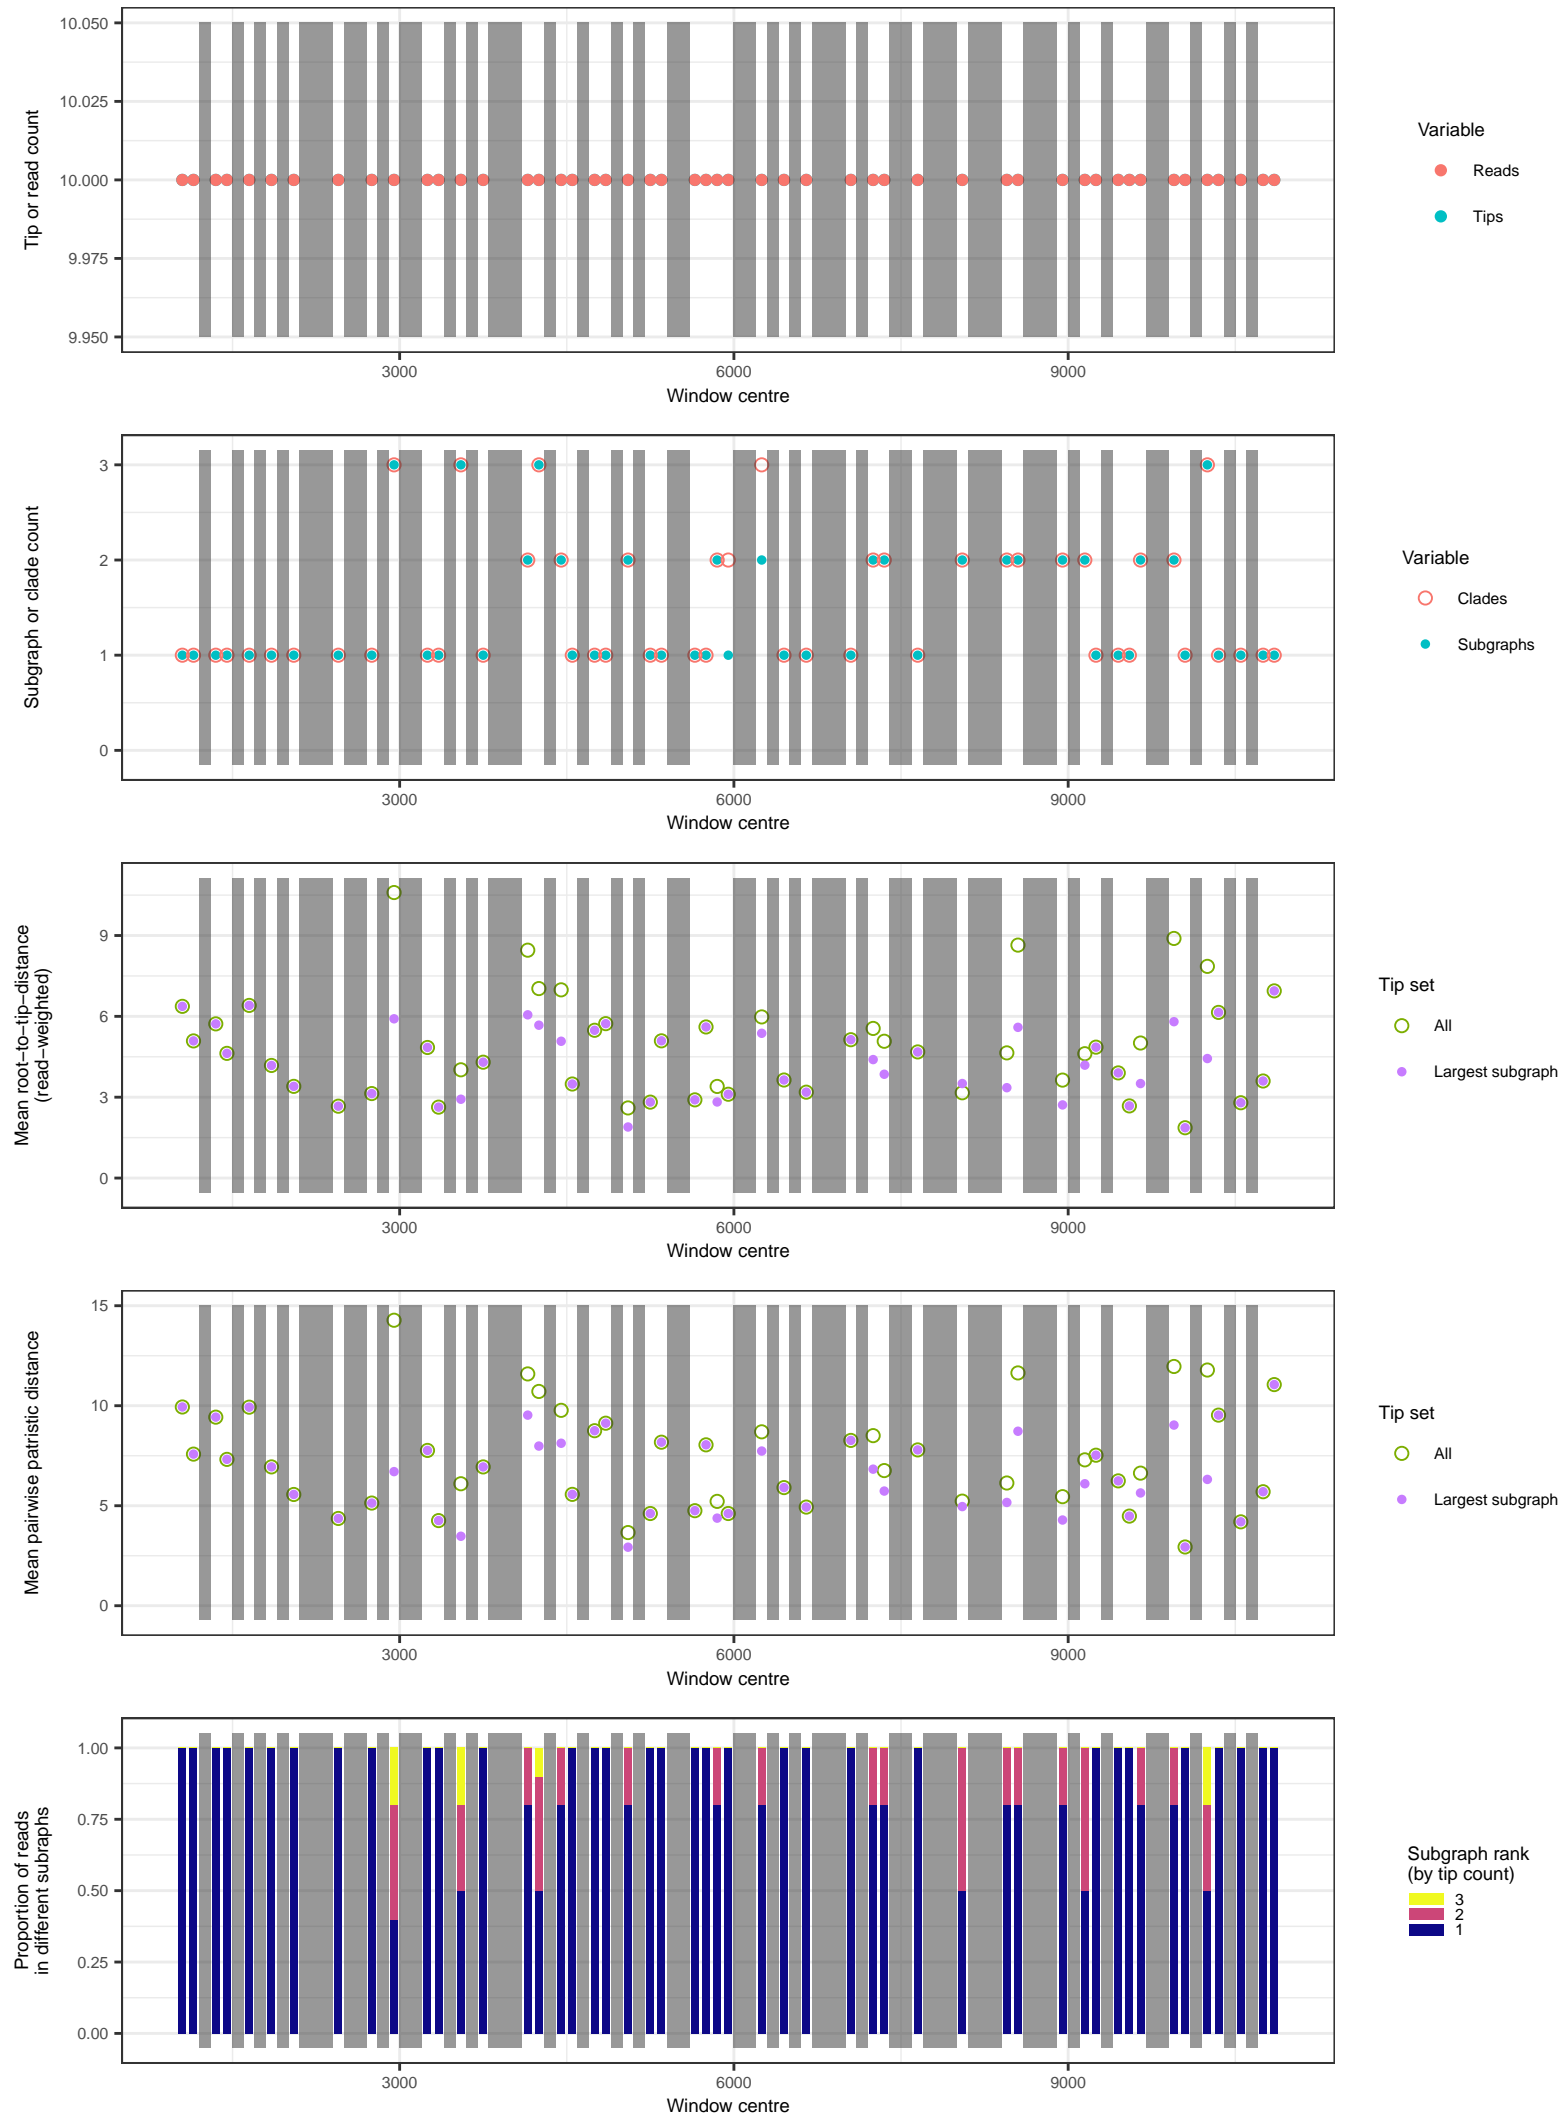 10.050
10.025
10.000
9.975
9.950
Tip or read count
3000
6000
9000
Window centre
Variable
Reads
Tips
3
2
1
0
Subgraph or clade count
3000
6000
9000
Window centre
Variable
Clades
Subgraphs
9
6
3
0
Mean root−to−tip−distance
(read−weighted)
3000
6000
9000
Window centre
Tip set
All
Largest subgraph
15
10
5
0
Mean pairwise patristic distance
3000
6000
9000
Window centre
Tip set
All
Largest subgraph
1.00
0.75
0.50
0.25
0.00
Proportion of reads
in different subraphs
3000
6000
9000
Window centre
Subgraph rank
(by tip count)
3
2
1